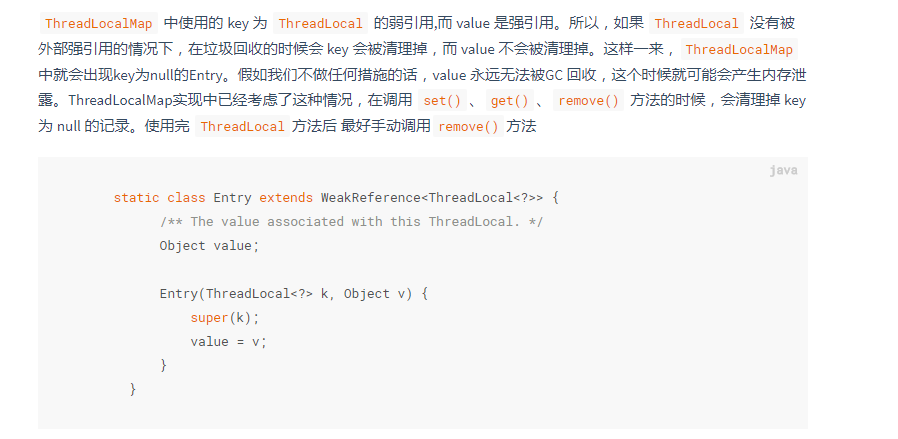 ThreadLocalMap 中使用的 key 为 ThreadLocal 的弱引用,而 value 是强引用。所以，如果 ThreadLocal 没有被
外部强引用的情况下，在垃圾回收的时候会 key 会被清理掉，而 value 不会被清理掉。这样一来， ThreadLocalMap
中就会出现key为null的Entry。假如我们不做任何措施的话，value 永远无法被GC 回收，这个时候就可能会产生内存泄
露。ThreadLocalMap实现中已经考虑了这种情况，在调用 set() 、 get() 、 remove() 方法的时候，会清理掉 key
为 null 的记录。使用完 ThreadLocal 方法后 最好手动调用 remove() 方法
java
static class Entry extends WeakReference<ThreadLocal<?>> {
/** The value associated with this ThreadLocal. */
Object value;
Entry(ThreadLocal<?> k, Object v) {
super(k);
value = v;
}
}